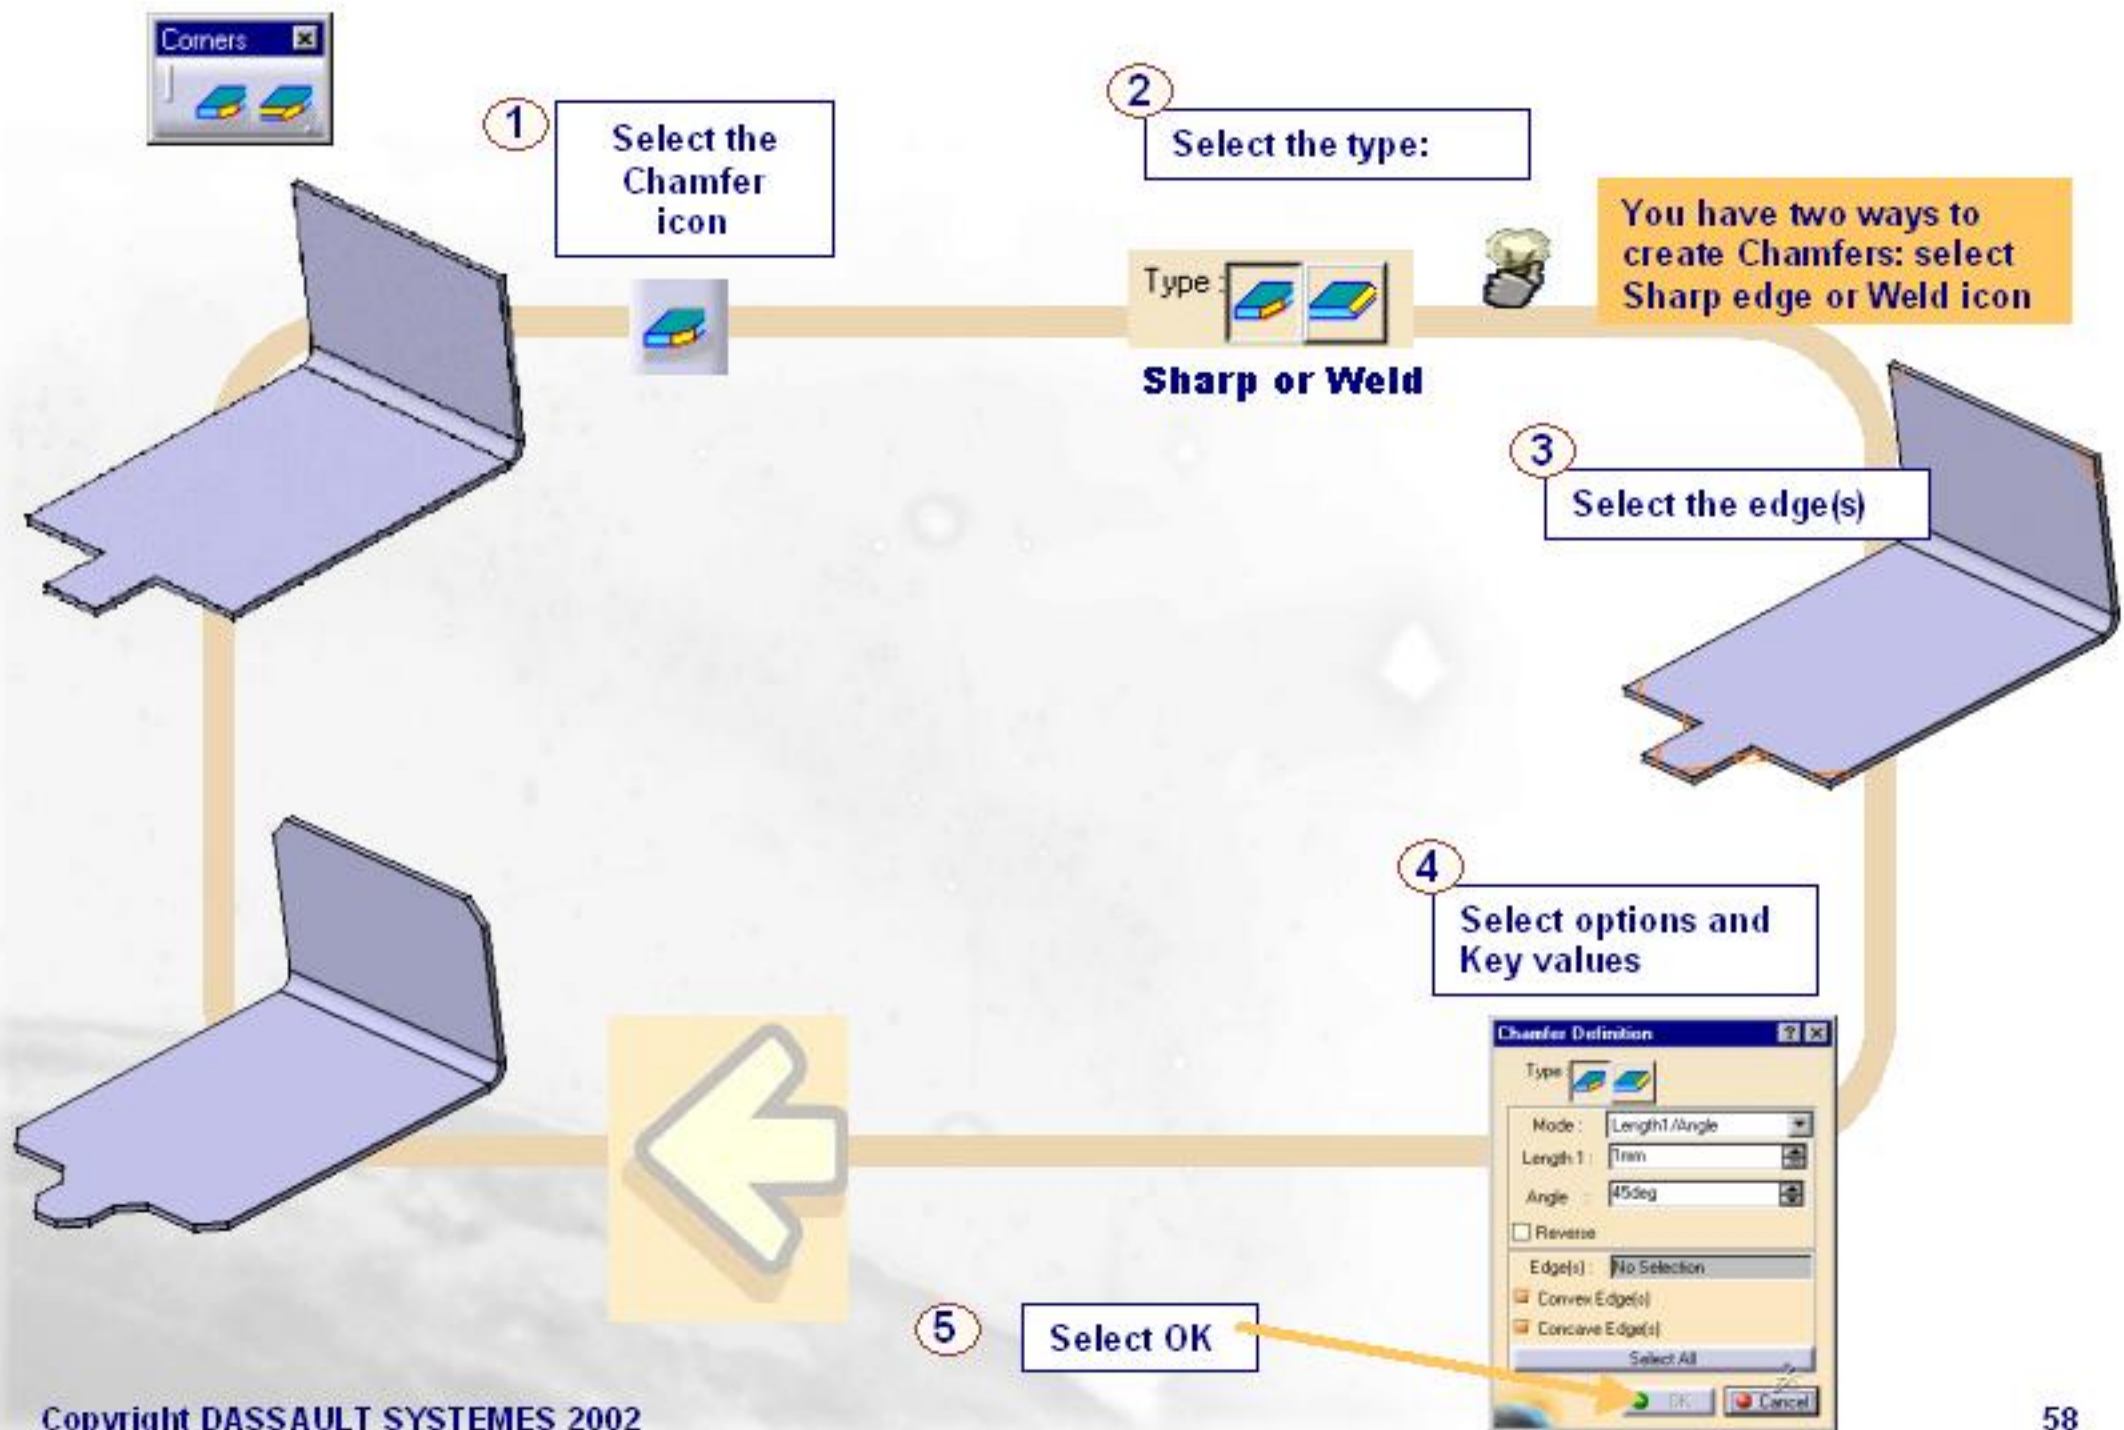 Corners
1
Select the
Chamfer
icon
2
Select the type:
Type :
Sharp or Weld
You have two ways to
create Chamfers: select
Sharp edge or Weld icon
3
Select the edge(s)
4
Select options and
Key values
Chamfer Definition
Type :
Mode : Length1/Angle
Length 1 : 1mm
Angle : 45deg
Reverse
Edge(s) : No Selection
Convex Edge(s)
Concave Edge(s)
Select All
OK Cancel
5
Select OK
Copyright DASSAULT SYSTEMES 2002
58